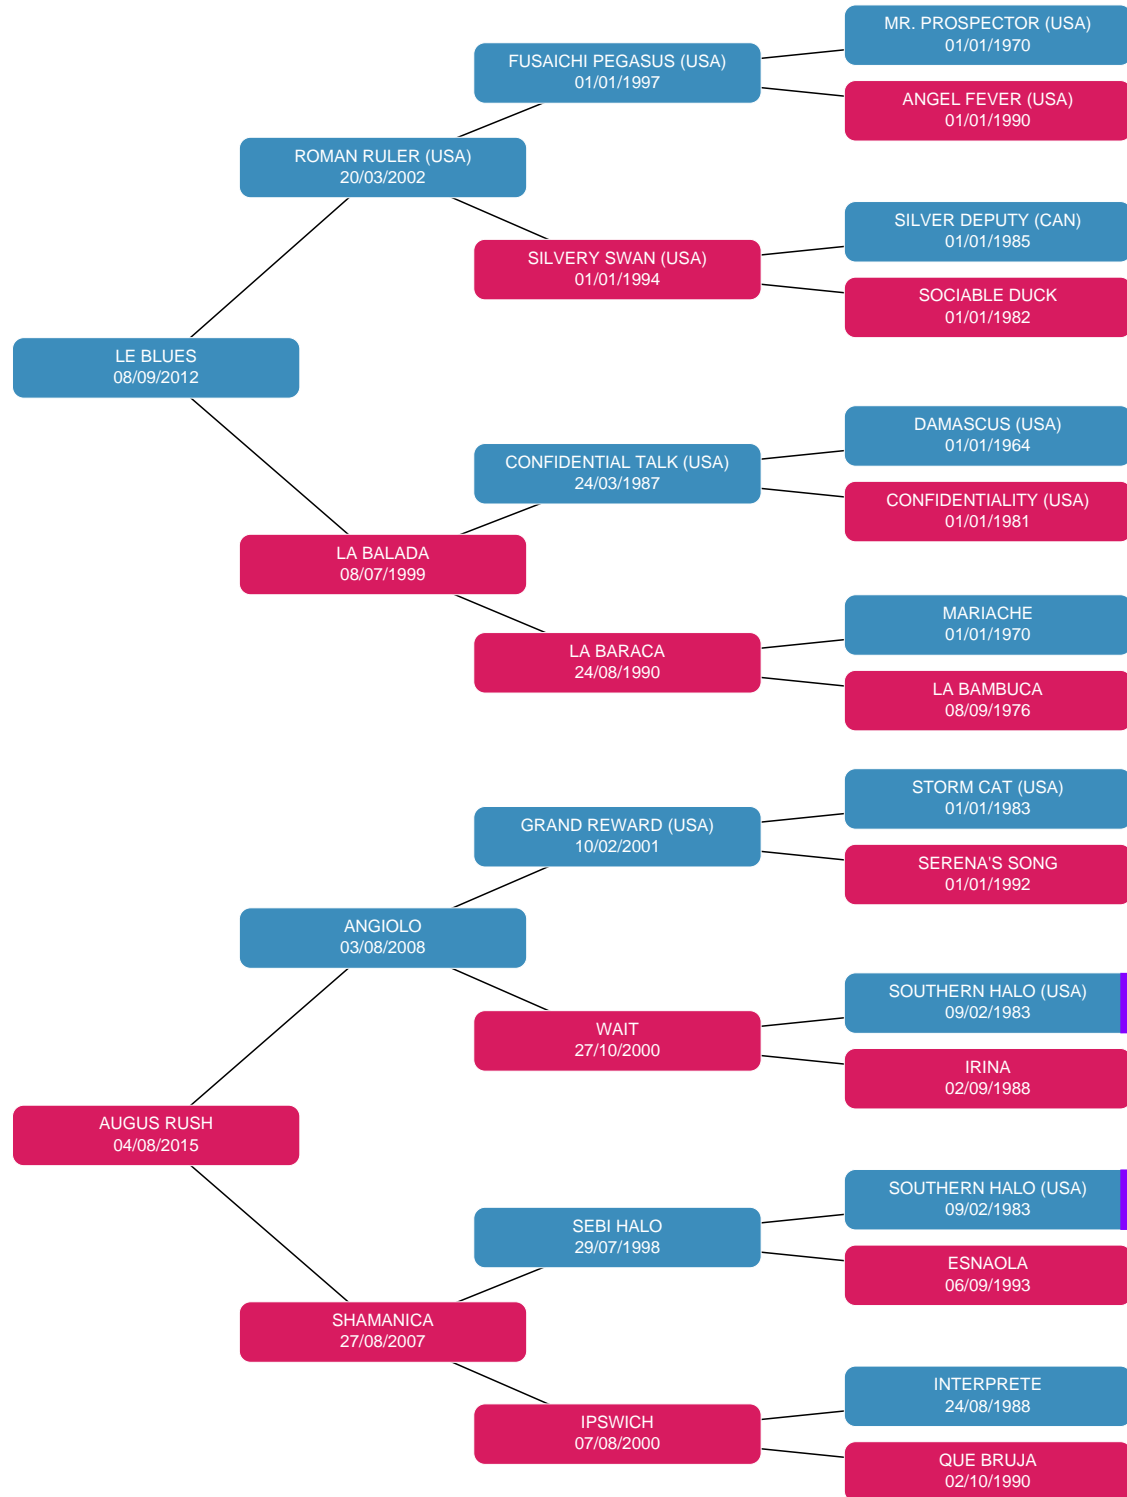 MR. PROSPECTOR (USA)
01/01/1970
FUSAICHI PEGASUS (USA)
01/01/1997
ANGEL FEVER (USA)
01/01/1990
ROMAN RULER (USA)
20/03/2002
SILVER DEPUTY (CAN)
01/01/1985
SILVERY SWAN (USA)
01/01/1994
SOCIABLE DUCK
01/01/1982
LE BLUES
08/09/2012
DAMASCUS (USA)
01/01/1964
CONFIDENTIAL TALK (USA)
24/03/1987
CONFIDENTIALITY (USA)
01/01/1981
LA BALADA
08/07/1999
MARIACHE
01/01/1970
LA BARACA
24/08/1990
LA BAMBUCA
08/09/1976
STORM CAT (USA)
01/01/1983
GRAND REWARD (USA)
10/02/2001
SERENA'S SONG
01/01/1992
ANGIOLO
03/08/2008
SOUTHERN HALO (USA)
09/02/1983
WAIT
27/10/2000
IRINA
02/09/1988
AUGUS RUSH
04/08/2015
SOUTHERN HALO (USA)
09/02/1983
SEBI HALO
29/07/1998
ESNAOLA
06/09/1993
SHAMANICA
27/08/2007
INTERPRETE
24/08/1988
IPSWICH
07/08/2000
QUE BRUJA
02/10/1990